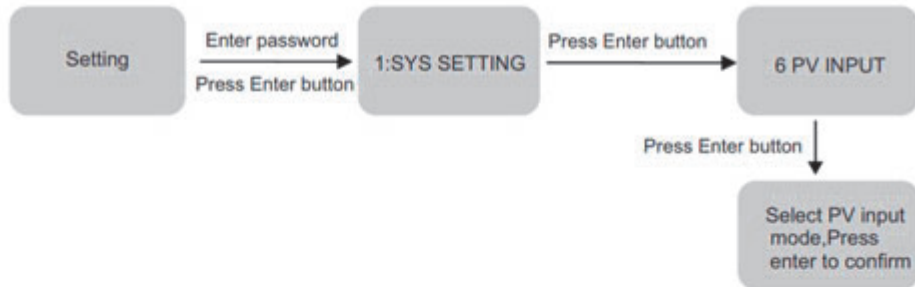 Setting
Enter password
Press Enter button
1:SYS SETTING
Press Enter button
6 PV INPUT
Press Enter button
Select PV input
mode,Press
enter to confirm